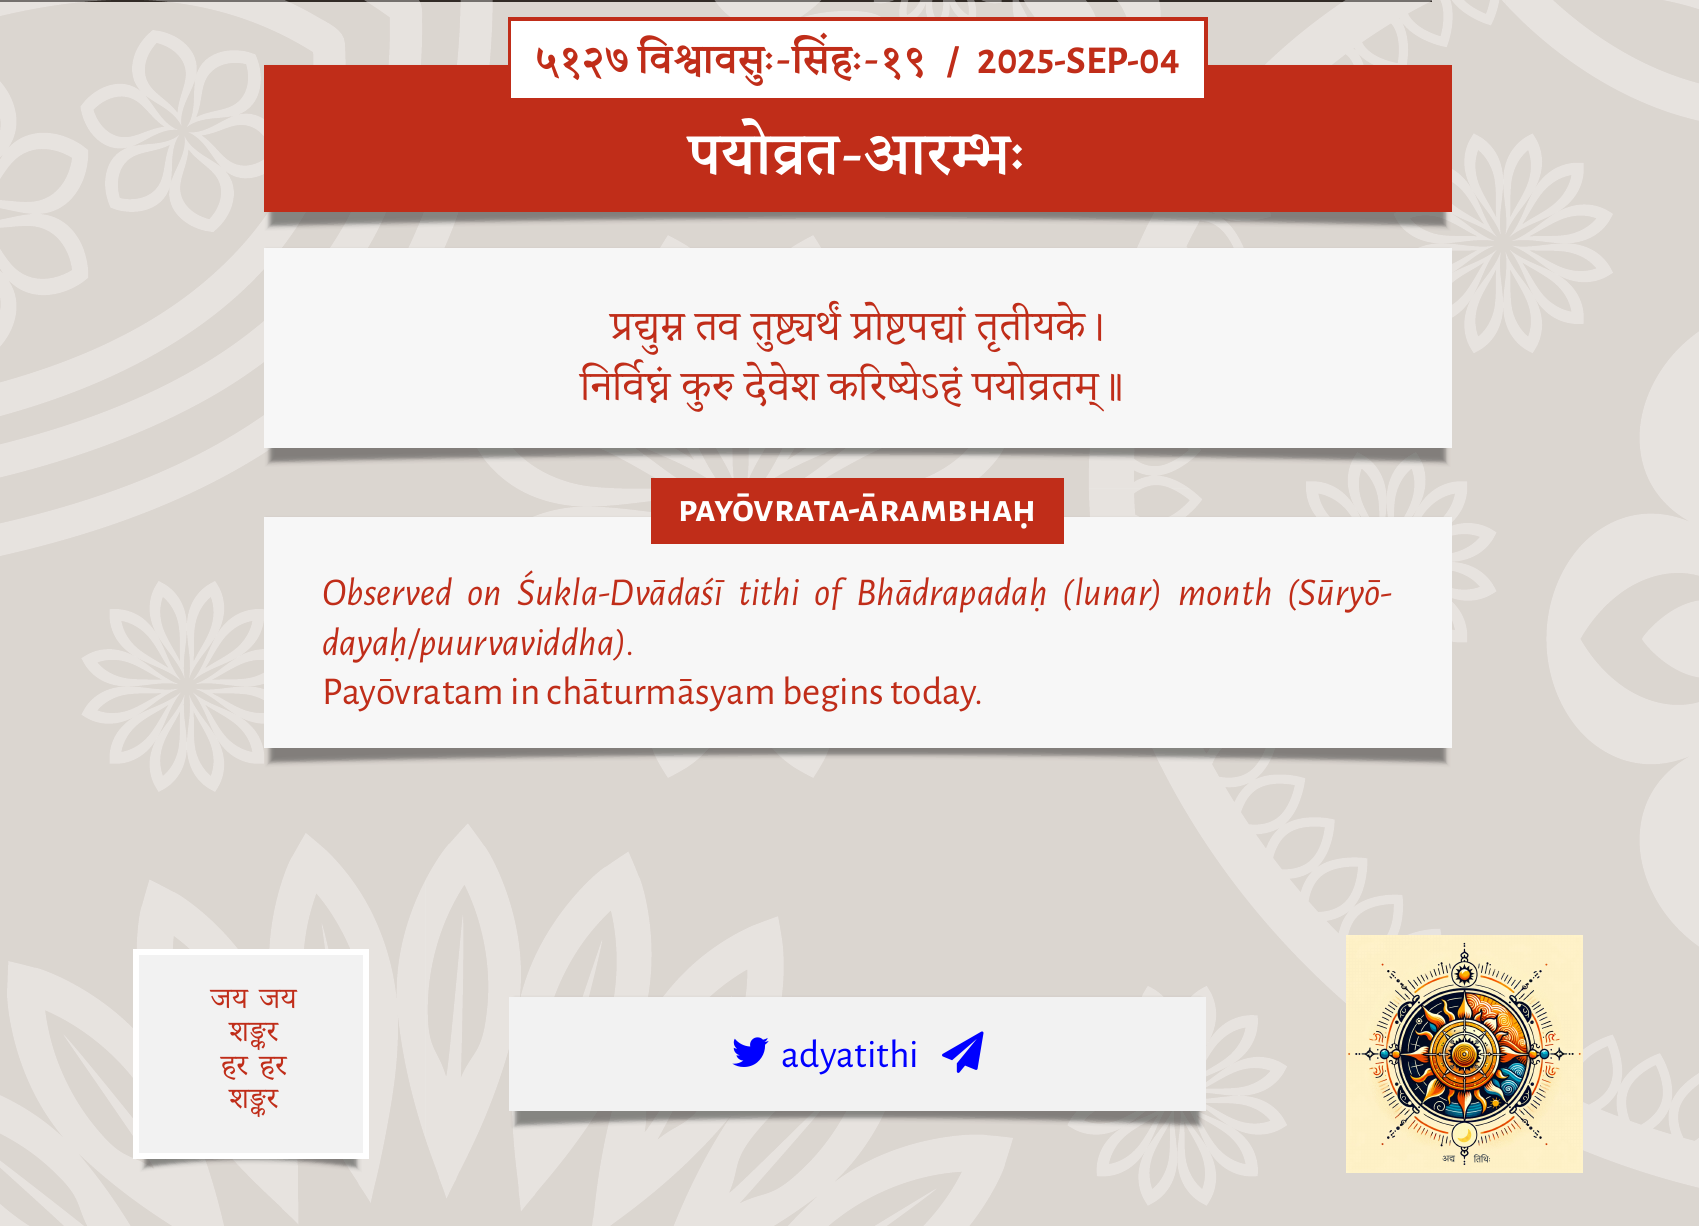 ५१२७ विश्वावसुः-सिंहः-१९ / 2025-SEP-04
पयोव्रत-आरम्भः
प्रद्युम्न तव तुष्ट्यर्थं प्रोष्टपद्यां तृतीयके।
निर्विघ्नं कुरु देवेश करिष्येऽहं पयोव्रतम्॥
PAYŌVRATA-ĀRAMBHAḤ
Observed on Śukla-Dvādaśī tithi of Bhādrapadaḥ (lunar) month (Sūryō-
dayaḥ/puurvaviddha).
Payōvratam in chāturmāsyam begins today.
जय जय
शङ्कर
हर हर
शङ्कर
adyatithi
अद्य तिथिः